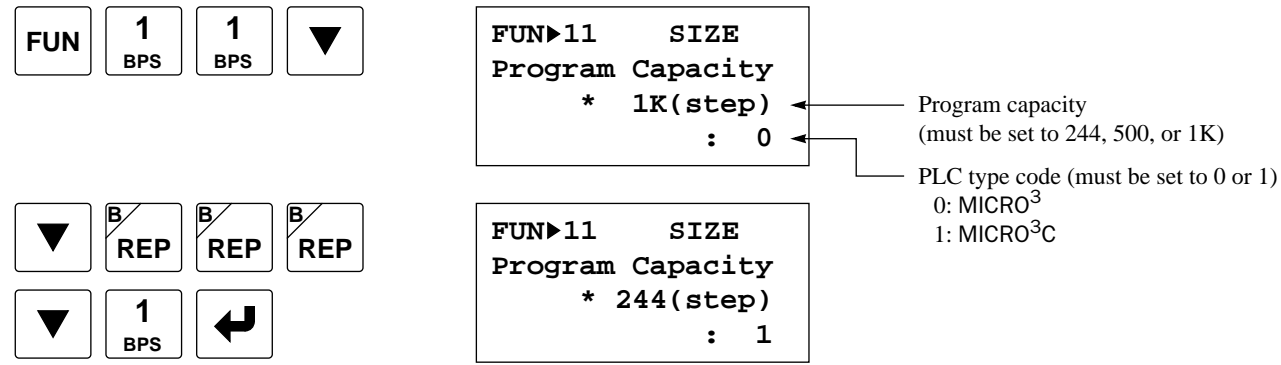 FUN 1 BPS 1 BPS ▼
FUN▶11 SIZE
Program Capacity
* 1K(step)
: 0
Program capacity
(must be set to 244, 500, or 1K)
PLC type code (must be set to 0 or 1)
0: MICRO³
1: MICRO³C
▼ B REP B REP B REP
▼ 1 BPS ↵
FUN▶11 SIZE
Program Capacity
* 244(step)
: 1